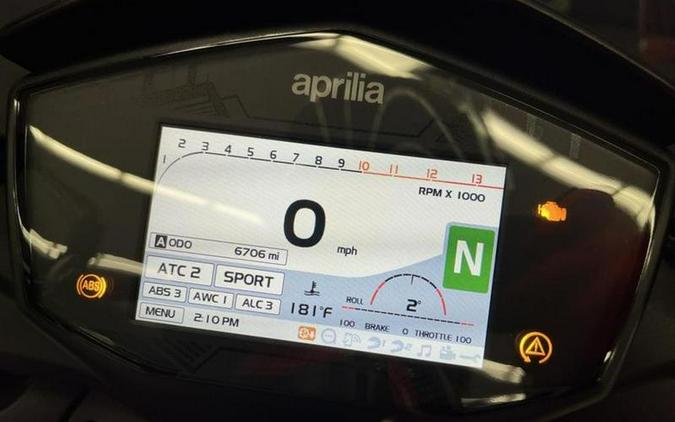 aprilia
1 2 3 4 5 6 7 8 9 10 11 12 13
RPM X 1000
0 mph
A ODO 6706 mi
N
ATC 2 SPORT
ABS 3 AWC 1 ALC 3
MENU 2:10 PM
181°F
ROLL 2°
100 BRAKE 0 THROTTLE 100
ABS